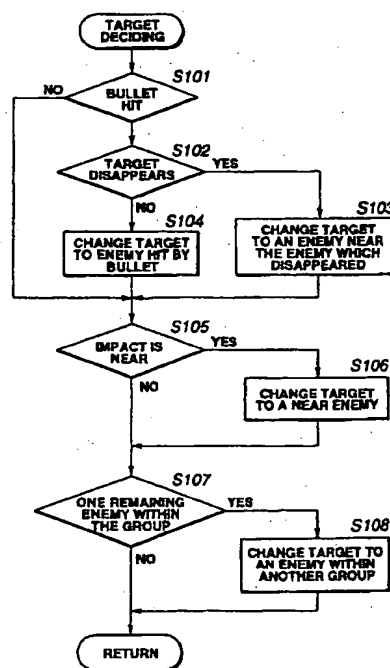 TARGET
DECIDING
S101
NO
BULLET
HIT
S102
TARGET
DISAPPEARS
YES
NO
S103
CHANGE TARGET
TO AN ENEMY NEAR
THE ENEMY WHICH
DISAPPEARED
S104
CHANGE TARGET
TO ENEMY HIT BY
BULLET
S105
IMPACT IS
NEAR
YES
NO
S106
CHANGE TARGET
TO A NEAR ENEMY
S107
ONE REMAINING
ENEMY WITHIN
THE GROUP
YES
NO
S108
CHANGE TARGET TO
AN ENEMY WITHIN
ANOTHER GROUP
RETURN